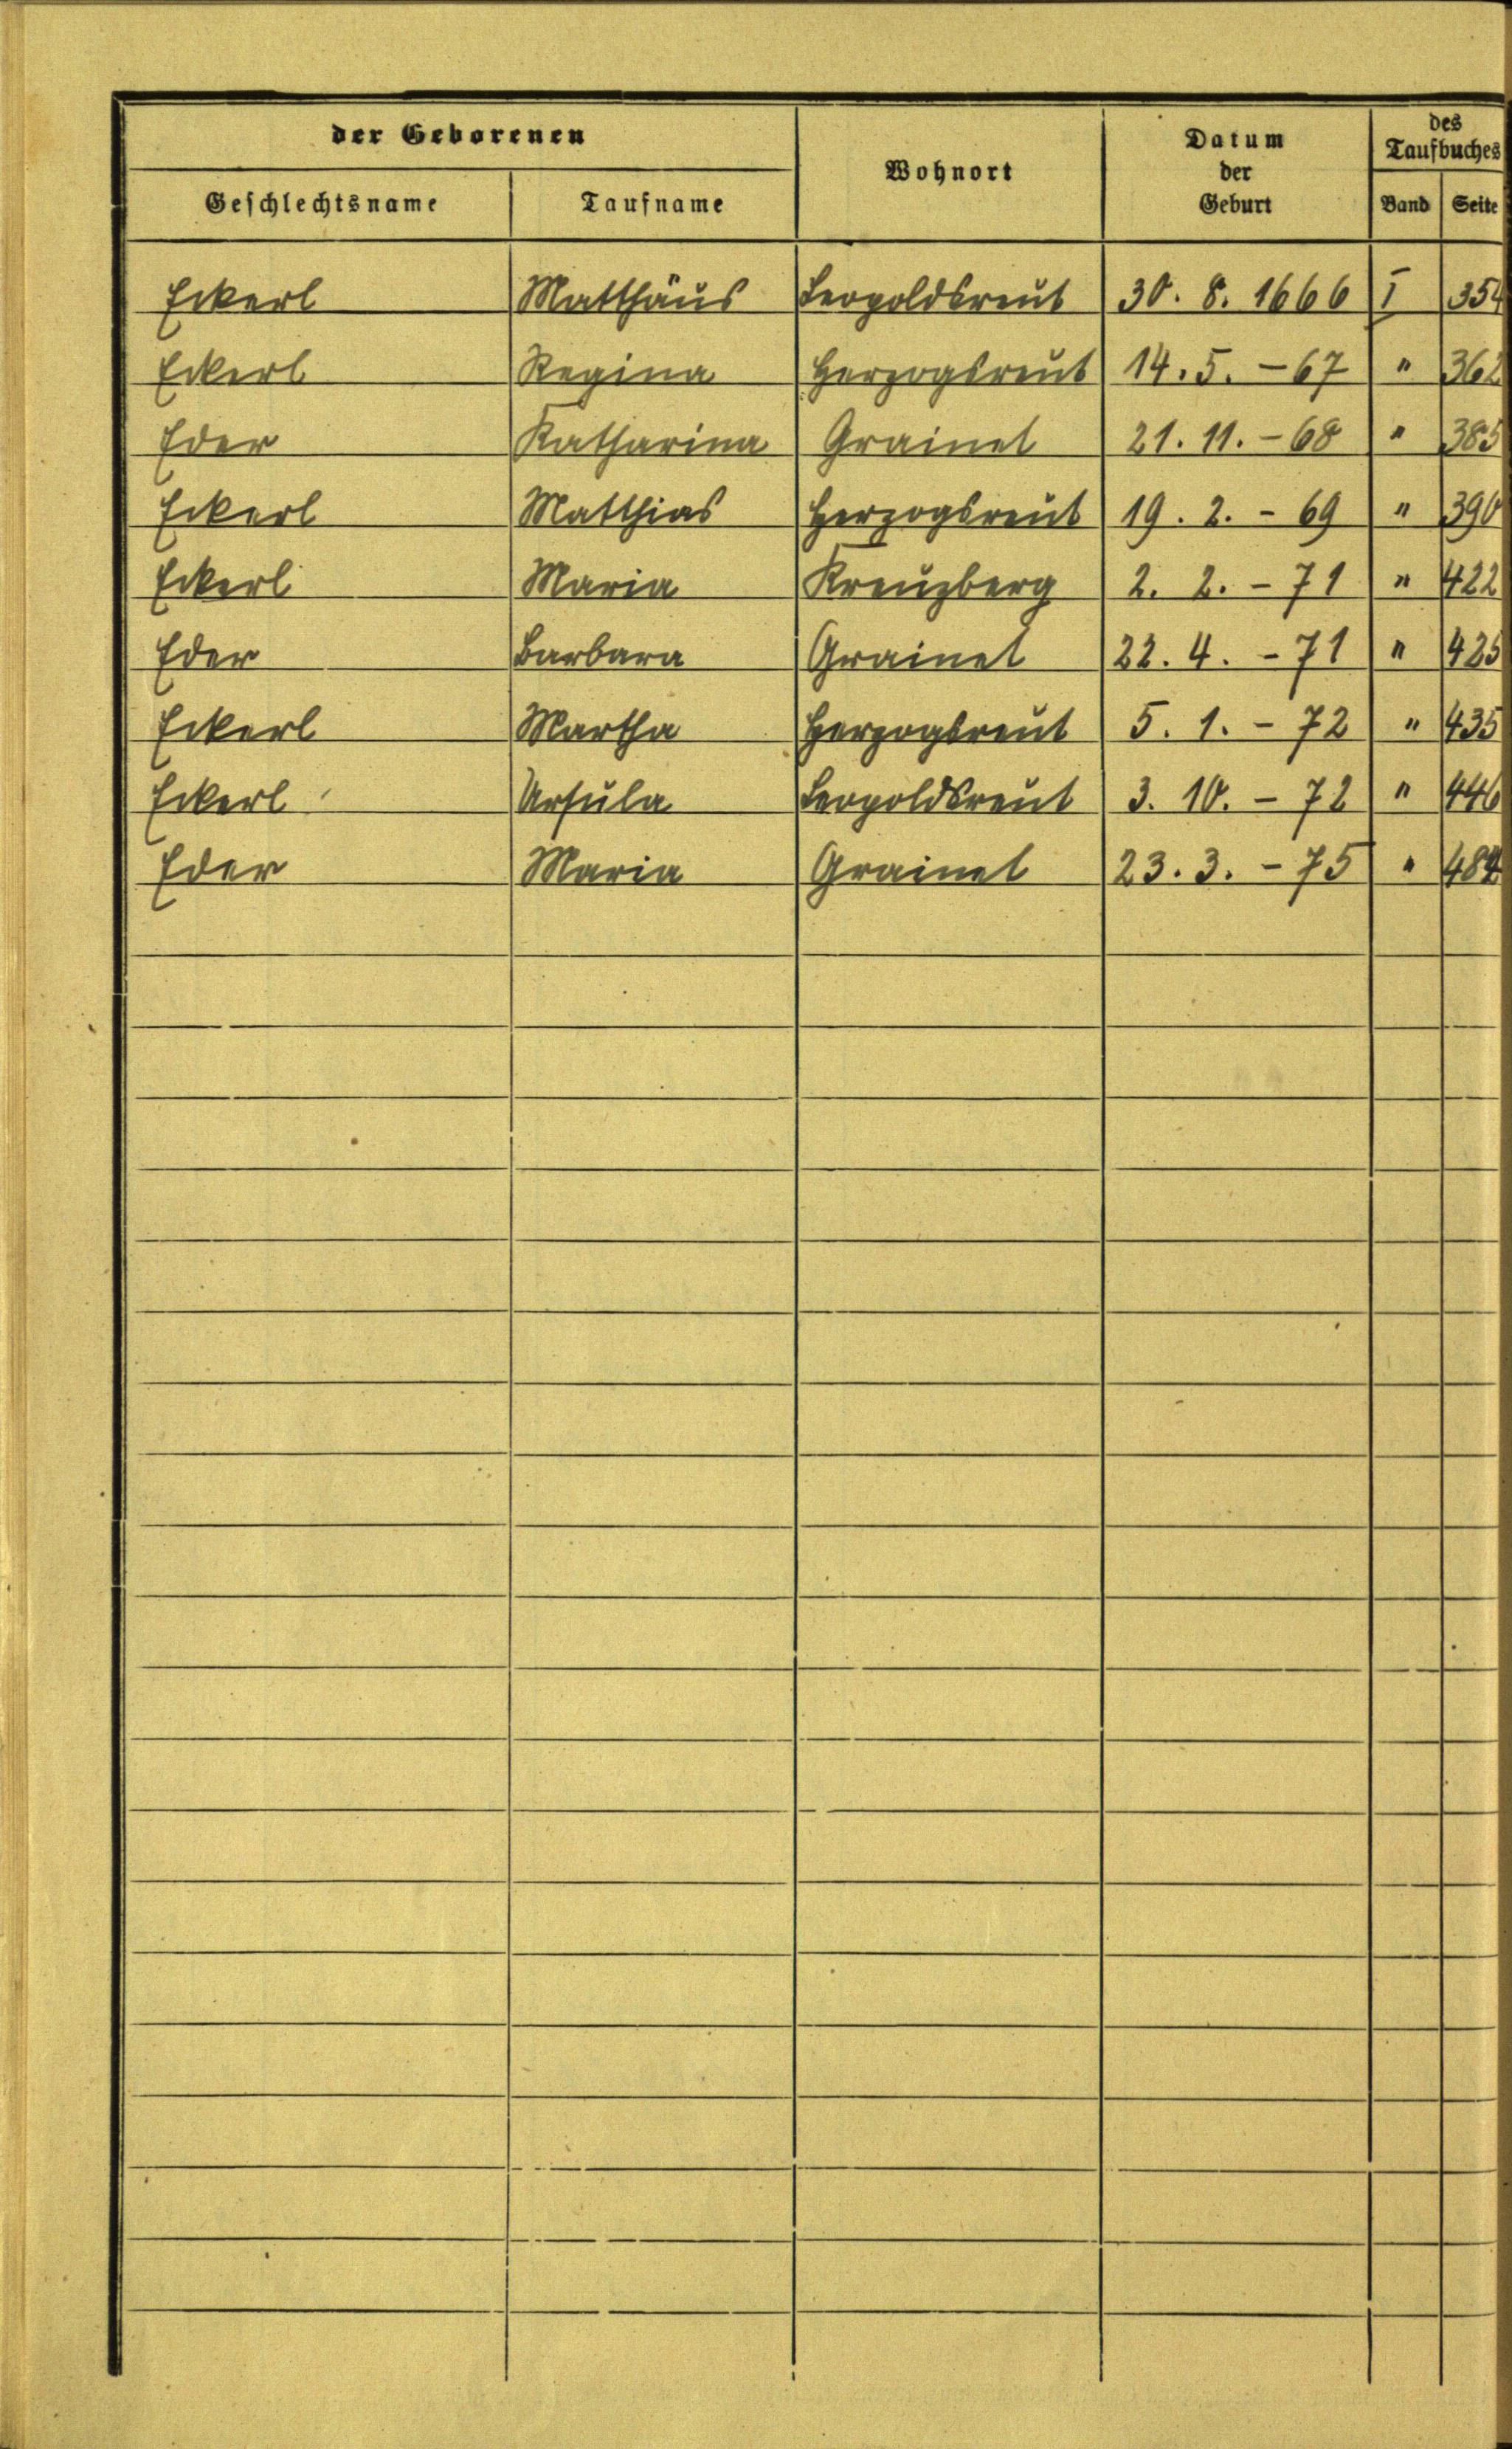 der Geborenen Wohnort Datum der Geburt des Taufbuches
Geschlechtsname Taufname Band Seite
Eckerl Matthäus Leopoldsreut 30. 8. 1666 I 354
Eckerl Regina Herzogsreut 14. 5. - 67 " 362
Eder Katharina Grainet 21. 11. - 68 " 385
Eckerl Matthias Herzogsreut 19. 2. - 69 " 390
Eckerl Maria Kreuzberg 2. 2. - 71 " 422
Eder Barbara Grainet 22. 4. - 71 " 425
Eckerl Martha Herzogsreut 5. 1. - 72 " 435
Eckerl Ursula Leopoldsreut 3. 10. - 72 " 446
Eder Maria Grainet 23. 3. - 75 "